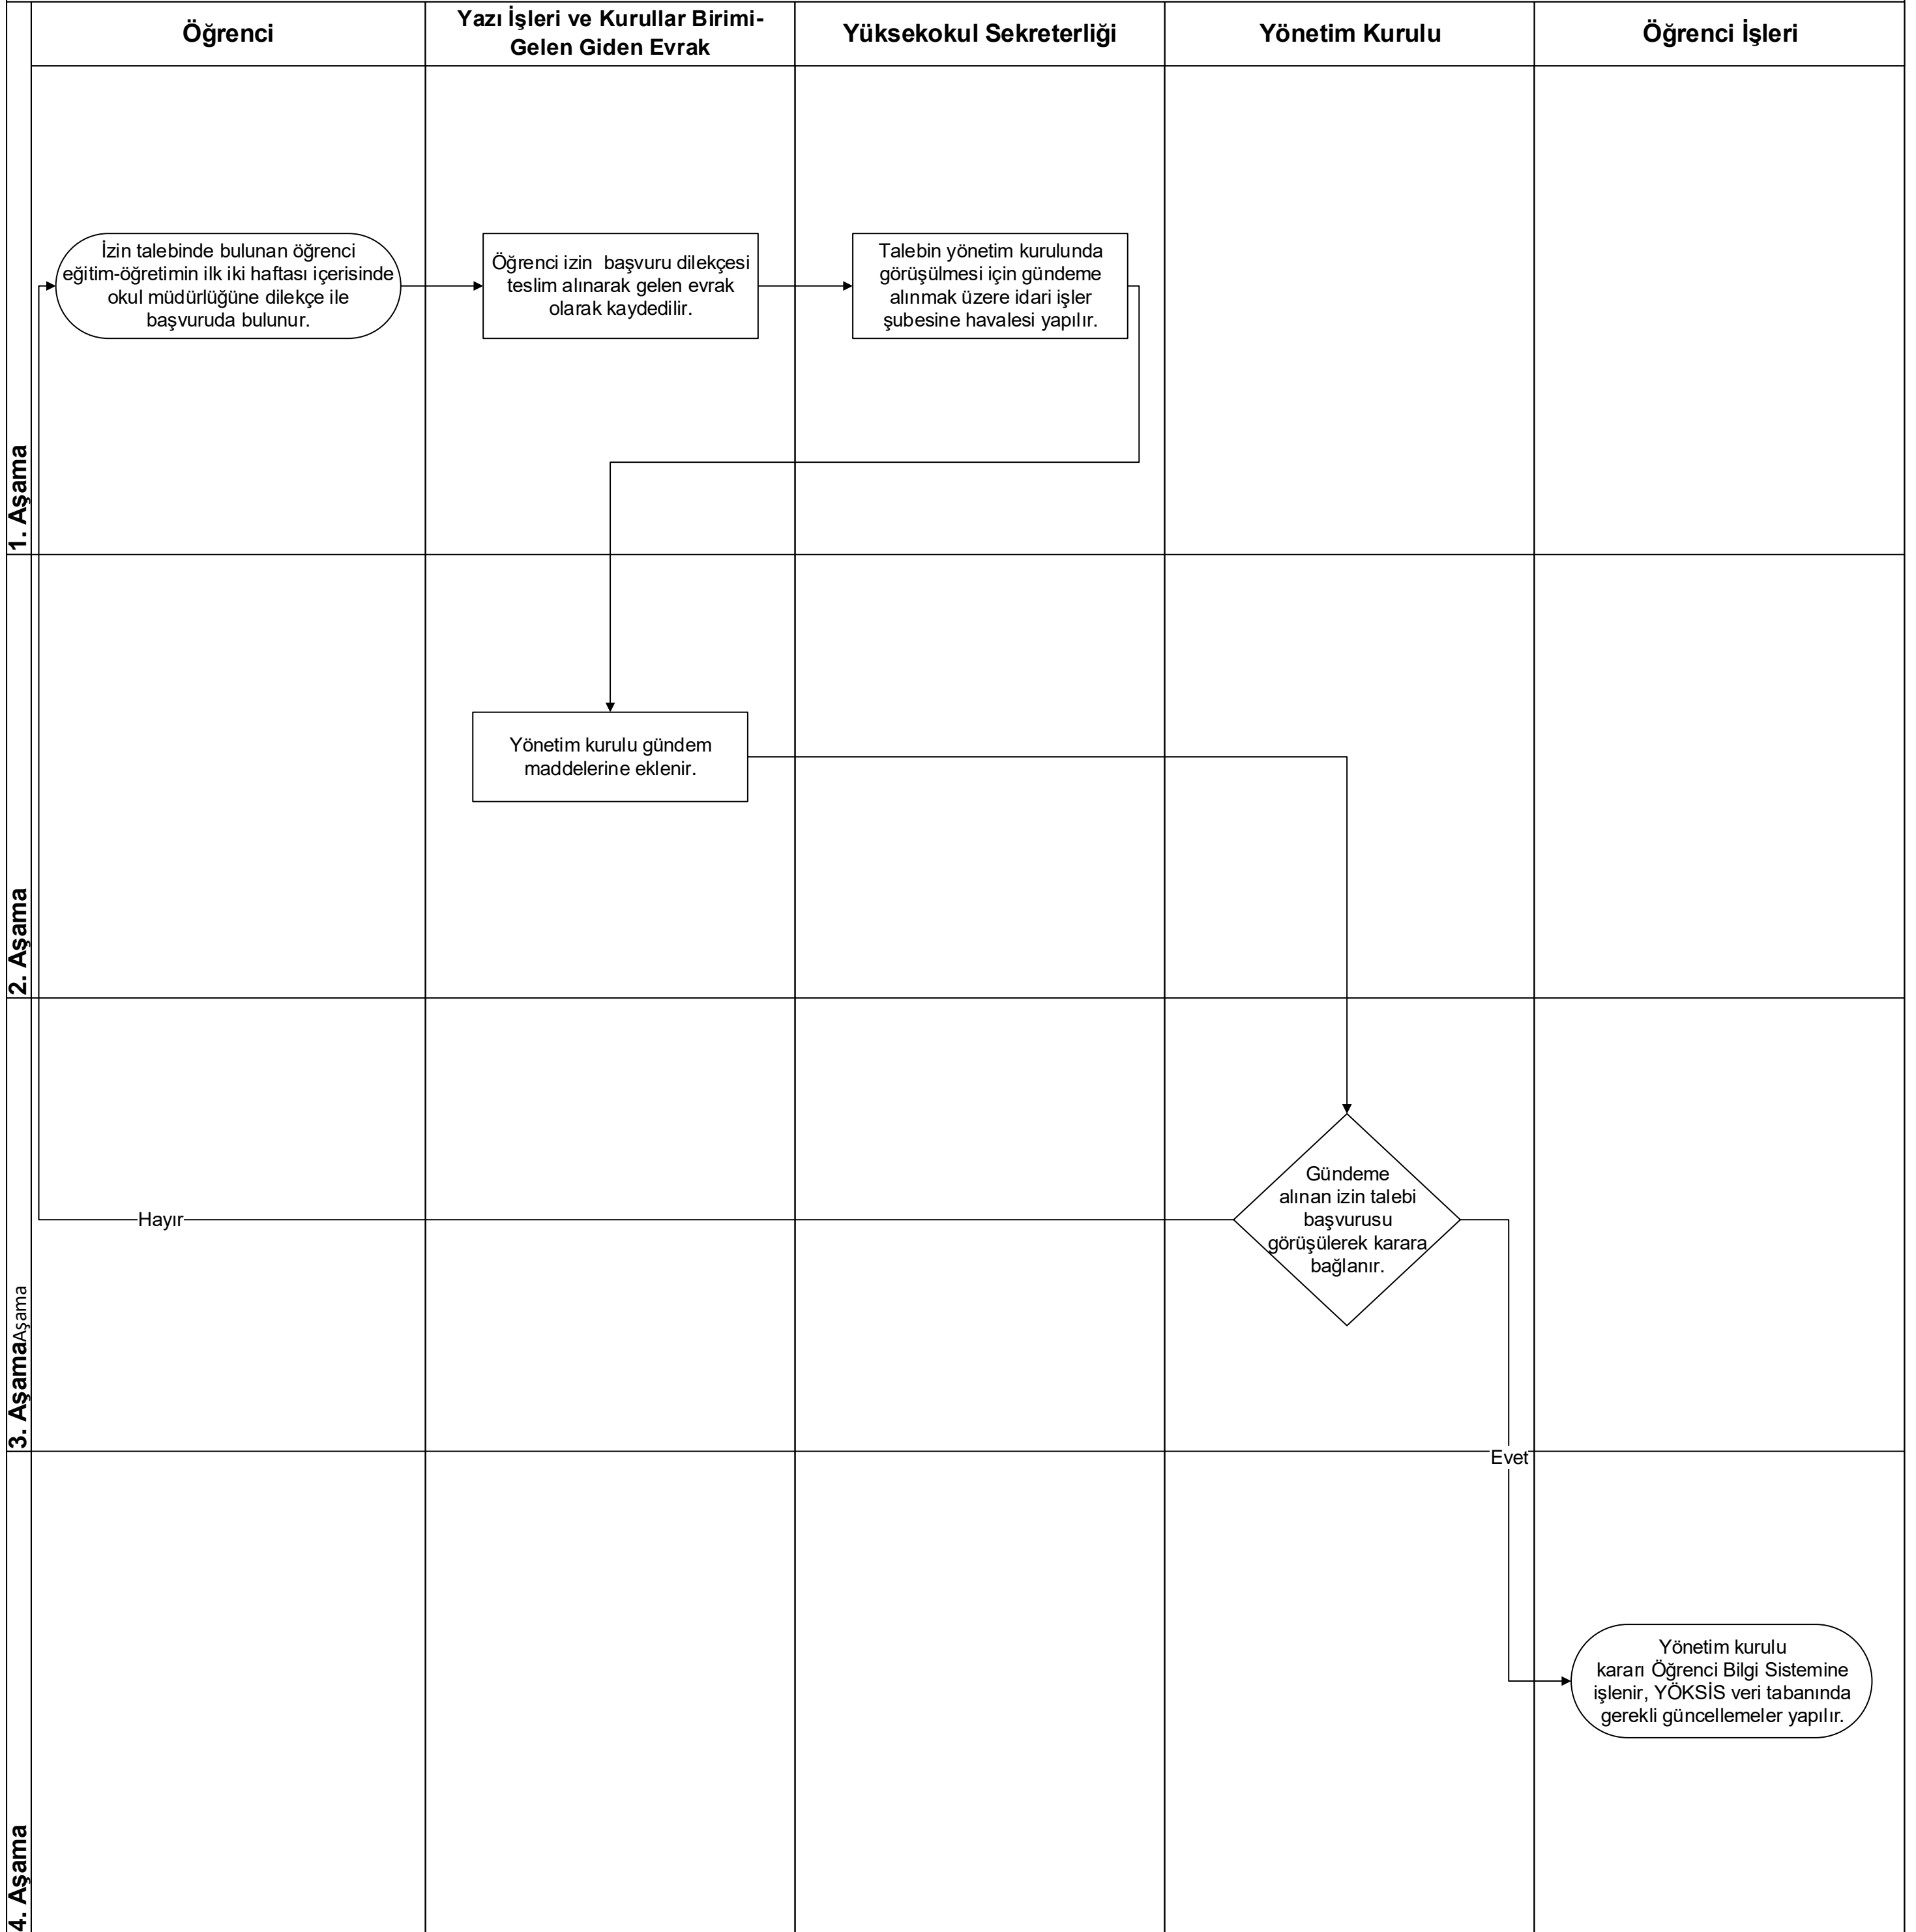 Öğrenci
Yazı İşleri ve Kurullar Birimi-
Gelen Giden Evrak
Yüksekokul Sekreterliği
Yönetim Kurulu
Öğrenci İşleri
1. Aşama
İzin talebinde bulunan öğrenci
eğitim-öğretimin ilk iki haftası içerisinde
okul müdürlüğüne dilekçe ile
başvuruda bulunur.
Öğrenci izin  başvuru dilekçesi
teslim alınarak gelen evrak
olarak kaydedilir.
Talebin yönetim kurulunda
görüşülmesi için gündeme
alınmak üzere idari işler
şubesine havalesi yapılır.
2. Aşama
Yönetim kurulu gündem
maddelerine eklenir.
3. AşamaAşama
Hayır
Gündeme
alınan izin talebi
başvurusu
görüşülerek karara
bağlanır.
Evet
4. Aşama
Yönetim kurulu
kararı Öğrenci Bilgi Sistemine
işlenir, YÖKSİS veri tabanında
gerekli güncellemeler yapılır.